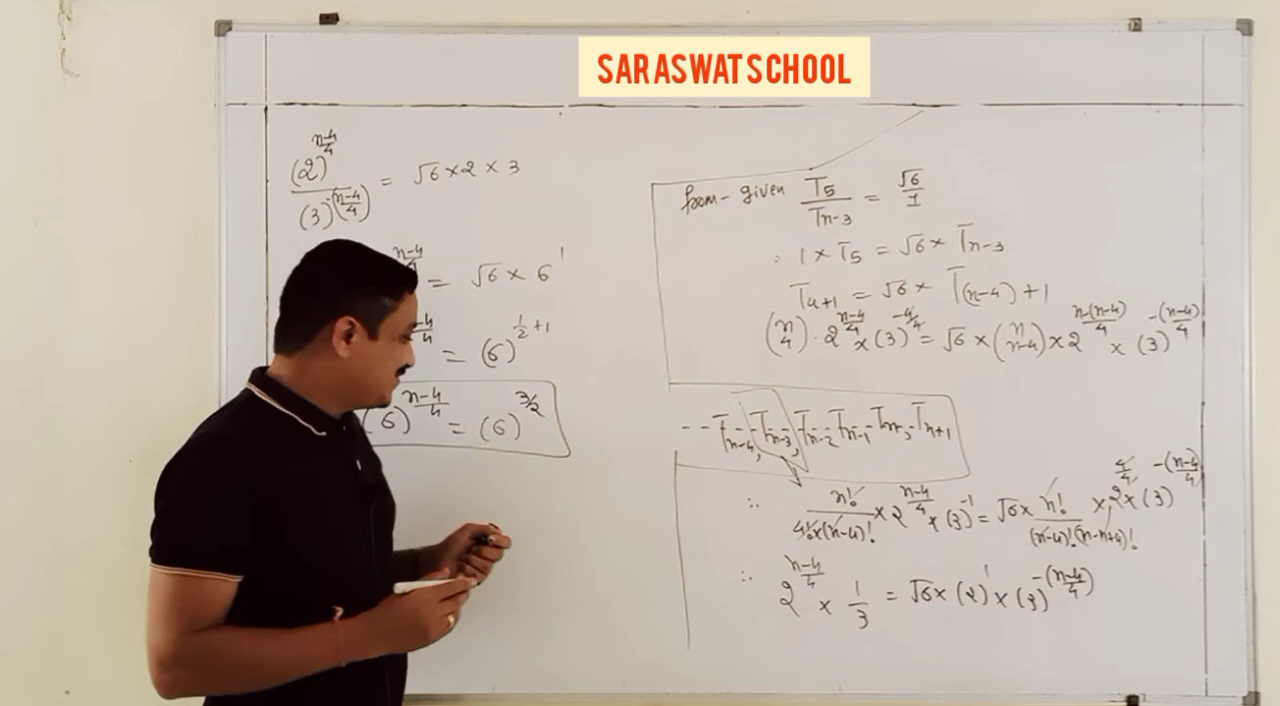 SARASWAT SCHOOL
(2)^(n-4/4) / (3)^-(n-4/4) = √6 × 2 × 3
n-4/4 = √6 × 6^1
= (6)^(1/2+1)
(6)^(n-4/4) = (6)^(3/2)
from given T5/Tn-3 = √6/1
∴ 1 × T5 = √6 × Tn-3
T4+1 = √6 × T(n-4)+1
(n 4) · 2^(n-4/4) × (3)^(-4/4) = √6 × (n n-4) × 2^(n-(n-4)/4) × (3)^(-(n-4)/4)
-- Tn-4, Tn-3, Tn-2 Tn-1 Tn, Tn+1
∴ n!/4!×(n-4)! × 2^(n-4/4) × (3)^-1 = √6 × n!/(n-4)!(n-n+4)! × 2^(4/4) × (3)^-(n-4/4)
∴ 2^(n-4/4) × 1/3 = √6 × (2)^1 × (3)^-(n-4/4)